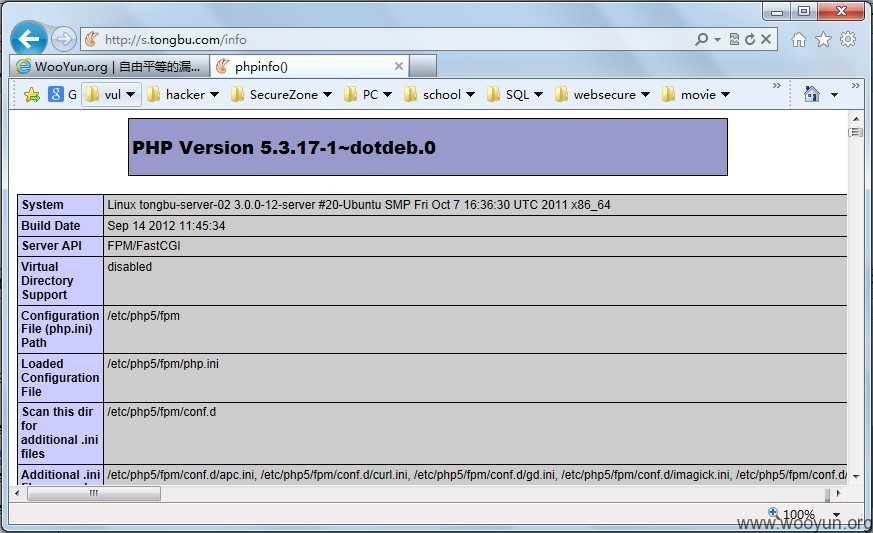 http://s.tongbu.com/info
WooYun.org | 自由平等的漏...
phpinfo()
G
vul
hacker
SecureZone
PC
school
SQL
websecure
movie
PHP Version 5.3.17-1~dotdeb.0
System
Linux tongbu-server-02 3.0.0-12-server #20-Ubuntu SMP Fri Oct 7 16:36:30 UTC 2011 x86_64
Build Date
Sep 14 2012 11:45:34
Server API
FPM/FastCGI
Virtual
Directory
Support
disabled
Configuration
File (php.ini)
Path
/etc/php5/fpm
Loaded
Configuration
File
/etc/php5/fpm/php.ini
Scan this dir
for
additional .ini
files
/etc/php5/fpm/conf.d
Additional .ini
/etc/php5/fpm/conf.d/apc.ini, /etc/php5/fpm/conf.d/curl.ini, /etc/php5/fpm/conf.d/gd.ini, /etc/php5/fpm/conf.d/imagick.ini, /etc/php5/fpm/conf.d/
100%
www.wooyun.org